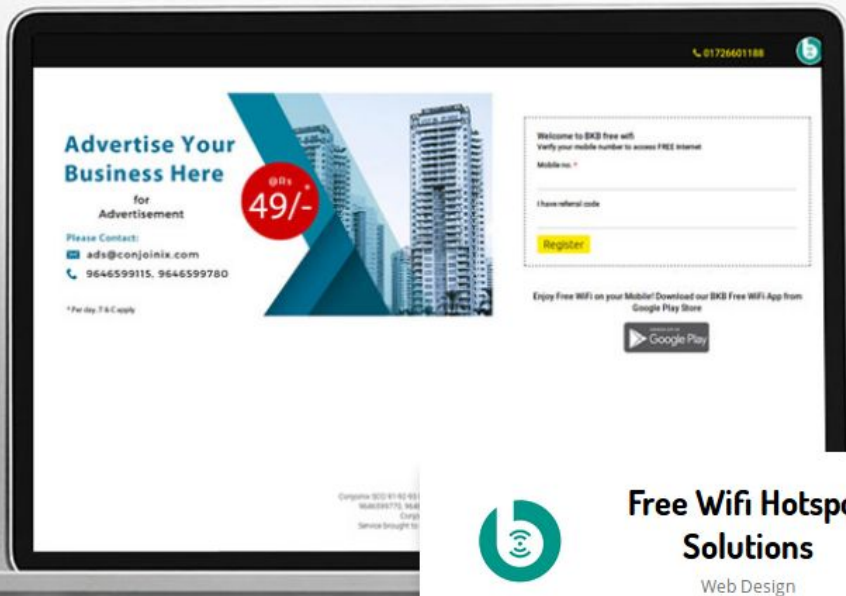 01726601188
Advertise Your
Business Here
for
Advertisement
Please Contact:
ads@conjoinix.com
9646599115, 9646599780
* Per day, T & C apply
@Rs
49/-*
Welcome to BKB free wifi
Verify your mobile number to access FREE Internet
Mobile no. *
I have referral code
Register
Enjoy Free WiFi on your Mobile! Download our BKB Free WiFi App from
Google Play Store
Google Play
Service brought to
Free Wifi Hotspo
Solutions
Web Design